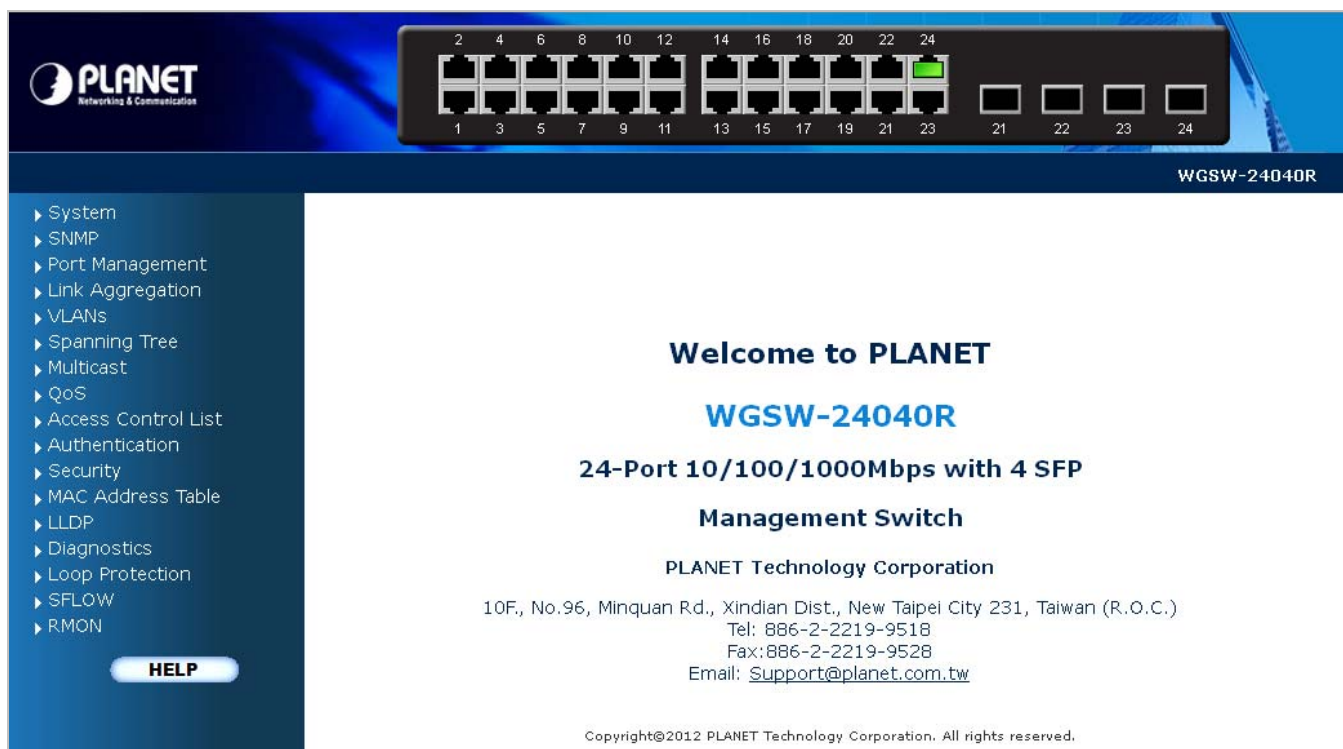 PLANET
Networking & Communication
2 4 6 8 10 12 14 16 18 20 22 24
1 3 5 7 9 11 13 15 17 19 21 23 21 22 23 24
WGSW-24040R
System
SNMP
Port Management
Link Aggregation
VLANs
Spanning Tree
Multicast
QoS
Access Control List
Authentication
Security
MAC Address Table
LLDP
Diagnostics
Loop Protection
SFLOW
RMON
HELP
Welcome to PLANET
WGSW-24040R
24-Port 10/100/1000Mbps with 4 SFP
Management Switch
PLANET Technology Corporation
10F., No.96, Minquan Rd., Xindian Dist., New Taipei City 231, Taiwan (R.O.C.)
Tel: 886-2-2219-9518
Fax:886-2-2219-9528
Email: Support@planet.com.tw
Copyright©2012 PLANET Technology Corporation. All rights reserved.